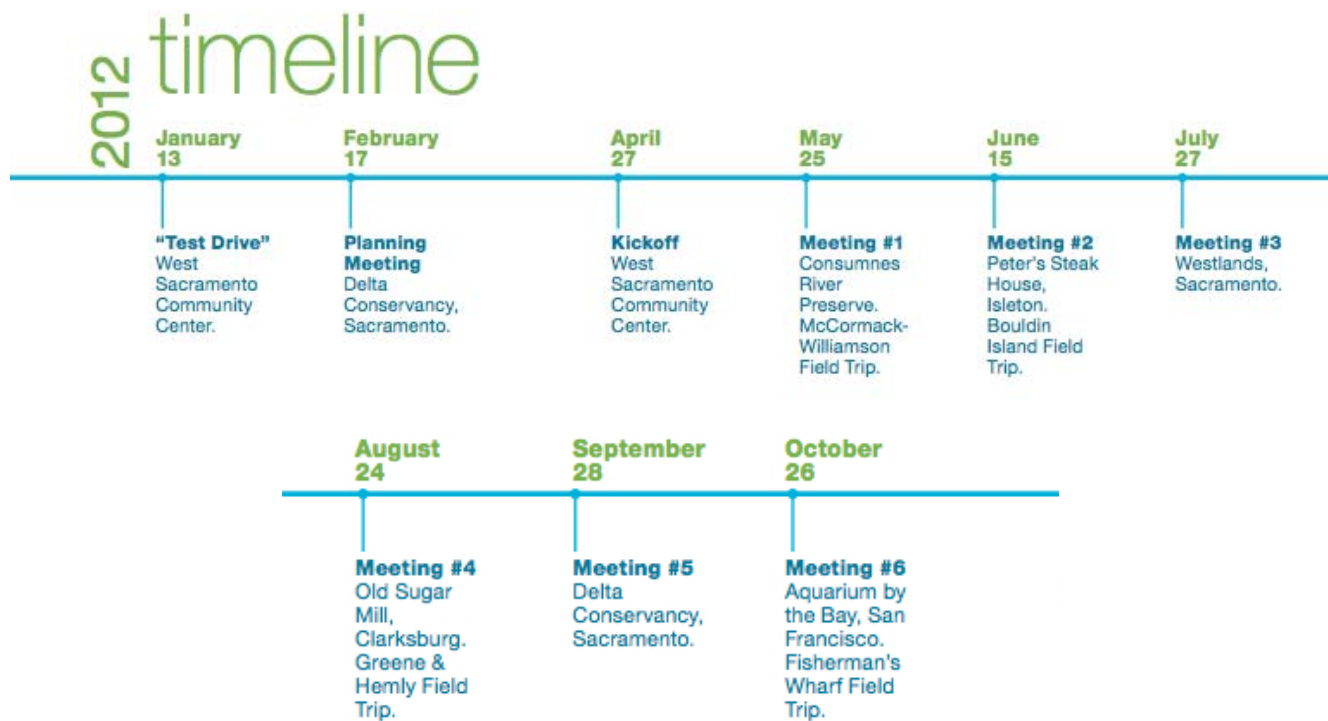 2012
timeline
January
13
"Test Drive"
West
Sacramento
Community
Center.
February
17
Planning
Meeting
Delta
Conservancy,
Sacramento.
April
27
Kickoff
West
Sacramento
Community
Center.
May
25
Meeting #1
Consumnes
River
Preserve.
McCormack-
Williamson
Field Trip.
June
15
Meeting #2
Peter's Steak
House,
Isleton.
Bouldin
Island Field
Trip.
July
27
Meeting #3
Westlands,
Sacramento.
August
24
Meeting #4
Old Sugar
Mill,
Clarksburg.
Greene &
Hemly Field
Trip.
September
28
Meeting #5
Delta
Conservancy,
Sacramento.
October
26
Meeting #6
Aquarium by
the Bay, San
Francisco.
Fisherman's
Wharf Field
Trip.